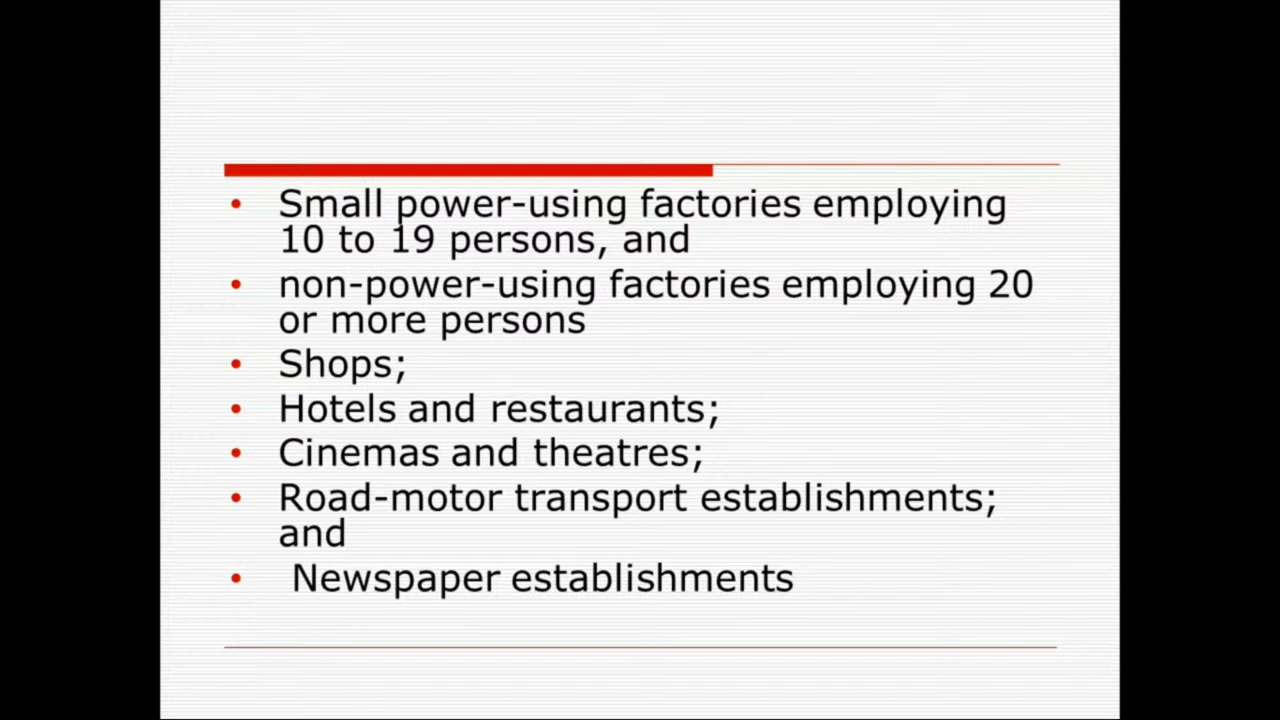 • Small power-using factories employing
10 to 19 persons, and
• non-power-using factories employing 20
or more persons
• Shops;
• Hotels and restaurants;
• Cinemas and theatres;
• Road-motor transport establishments;
and
• Newspaper establishments